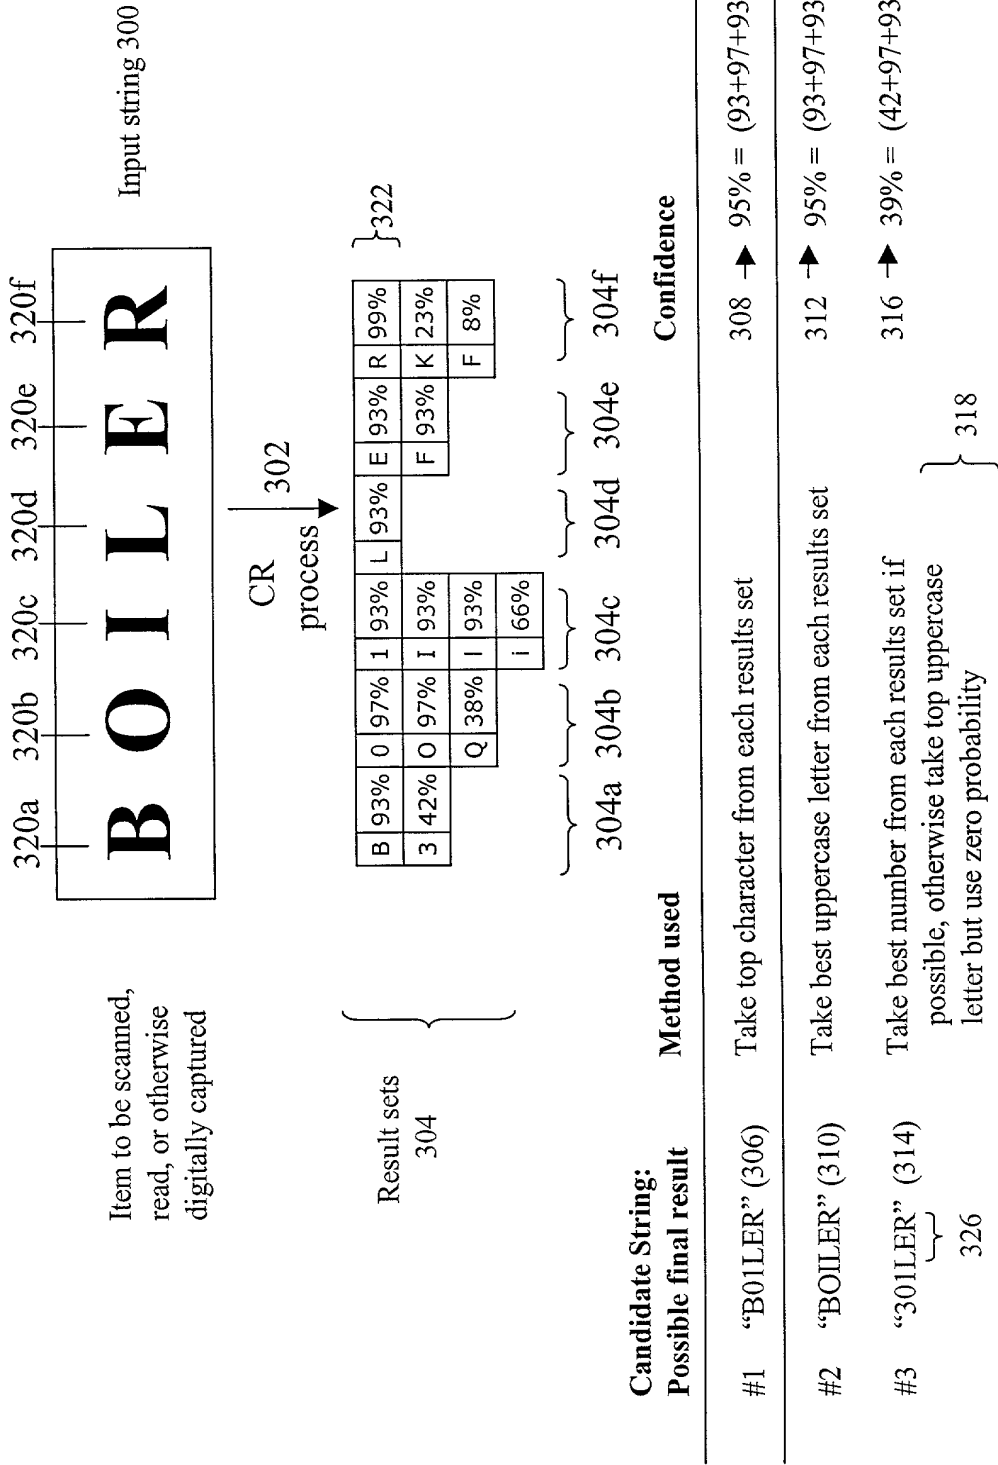 320a 320b 320c 320d 320e 320f
Item to be scanned,
read, or otherwise
digitally captured
BOILER
Input string 300
CR
process
302
Result sets
304
B 93% 0 97% 1 93% L 93% E 93% R 99%
3 42% O 97% I 93% F 93% K 23%
Q 38% l 93% F 8%
i 66%
322
304a 304b 304c 304d 304e 304f
Candidate String:
Possible final result Method used Confidence
#1 “B01LER” (306) Take top character from each results set 308 → 95% = (93+97+93
#2 “BOILER” (310) Take best uppercase letter from each results set 312 → 95% = (93+97+93
#3 “301LER” (314) Take best number from each results set if 316 → 39% = (42+97+93
possible, otherwise take top uppercase
letter but use zero probability
326
318